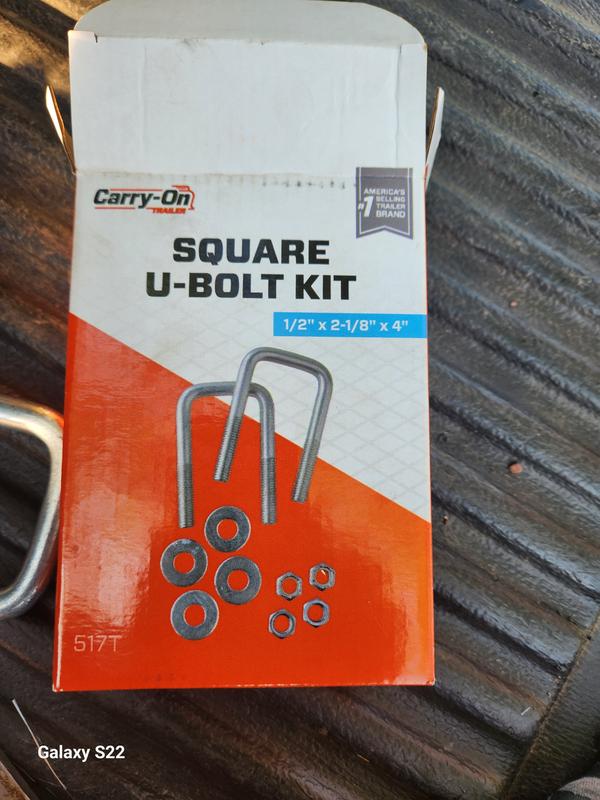 Carry-On
TRAILER
AMERICA'S
#1 SELLING
TRAILER
BRAND
SQUARE
U-BOLT KIT
1/2" x 2-1/8" x 4"
517T
Galaxy S22